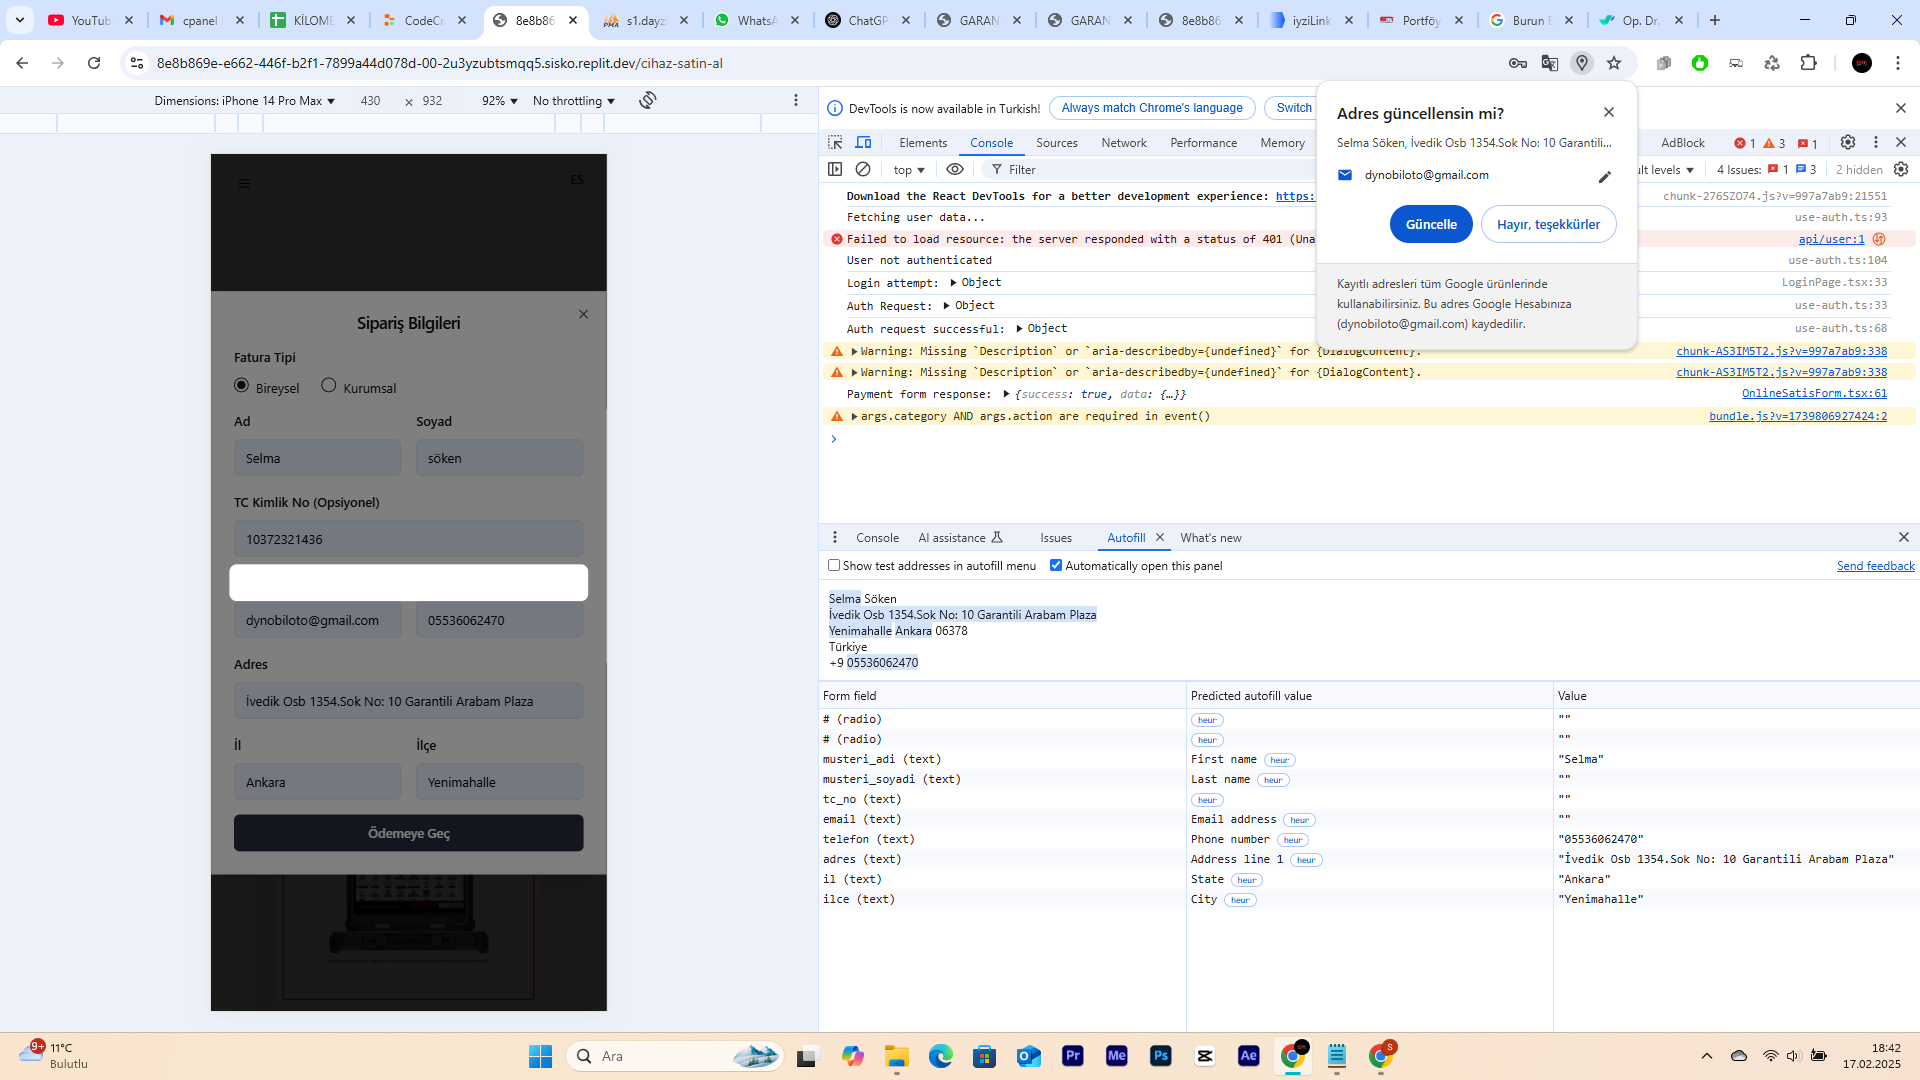 YouTub
cpanel
KİLOME
CodeCr
8e8b86
s1.dayz
WhatsA
ChatGP
GARAN
GARAN
8e8b86
iyziLink
Portföy
Burun
Op. Dr.
8e8b869e-e662-446f-b2f1-7899a44d078d-00-2u3yzubtsmqq5.sisko.replit.dev/cihaz-satin-al
Dimensions: iPhone 14 Pro Max
430 × 932
92%
No throttling
ES
Sipariş Bilgileri
Fatura Tipi
Bireysel
Kurumsal
Ad
Soyad
Selma
söken
TC Kimlik No (Opsiyonel)
10372321436
dynobiloto@gmail.com
05536062470
Adres
İvedik Osb 1354.Sok No: 10 Garantili Arabam Plaza
İl
İlçe
Ankara
Yenimahalle
Ödemeye Geç
DevTools is now available in Turkish!
Always match Chrome's language
Switch
Elements
Console
Sources
Network
Performance
Memory
AdBlock
1
3
1
top
Filter
ult levels
4 Issues:
1
3
2 hidden
Download the React DevTools for a better development experience: https:
chunk-276SZO74.js?v=997a7ab9:21551
Fetching user data...
use-auth.ts:93
Failed to load resource: the server responded with a status of 401 (Una
api/user:1
User not authenticated
use-auth.ts:104
Login attempt: Object
LoginPage.tsx:33
Auth Request: Object
use-auth.ts:33
Auth request successful: Object
use-auth.ts:68
Warning: Missing `Description` or `aria-describedby={undefined}` for {DialogContent}.
chunk-AS3IM5T2.js?v=997a7ab9:338
Warning: Missing `Description` or `aria-describedby={undefined}` for {DialogContent}.
chunk-AS3IM5T2.js?v=997a7ab9:338
Payment form response: {success: true, data: {…}}
OnlineSatisForm.tsx:61
args.category AND args.action are required in event()
bundle.js?v=1739806927424:2
Adres güncellensin mi?
Selma Söken, İvedik Osb 1354.Sok No: 10 Garantili...
dynobiloto@gmail.com
Güncelle
Hayır, teşekkürler
Kayıtlı adresleri tüm Google ürünlerinde
kullanabilirsiniz. Bu adres Google Hesabınıza
(dynobiloto@gmail.com) kaydedilir.
Console
AI assistance
Issues
Autofill
What's new
Show test addresses in autofill menu
Automatically open this panel
Send feedback
Selma Söken
İvedik Osb 1354.Sok No: 10 Garantili Arabam Plaza
Yenimahalle Ankara 06378
Türkiye
+9 05536062470
Form field
Predicted autofill value
Value
# (radio) heur ""
# (radio) heur ""
musteri_adi (text) First name heur "Selma"
musteri_soyadi (text) Last name heur ""
tc_no (text) heur ""
email (text) Email address heur ""
telefon (text) Phone number heur "05536062470"
adres (text) Address line 1 heur "İvedik Osb 1354.Sok No: 10 Garantili Arabam Plaza"
il (text) State heur "Ankara"
ilce (text) City heur "Yenimahalle"
9+
11°C
Bulutlu
Ara
Pr
Me
Ps
Ae
S
18:42
17.02.2025